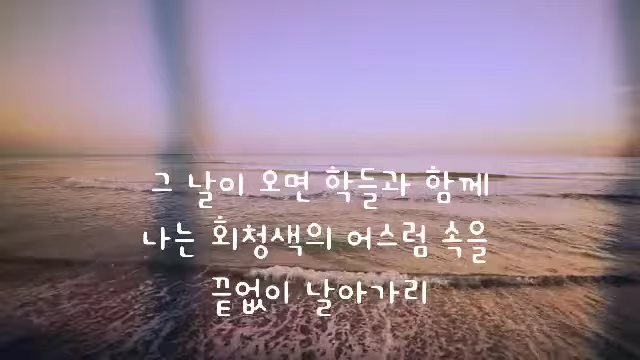 그 날이 오면 학들과 함께
나는 회청색의 어스럼 속을
끝없이 날아가리